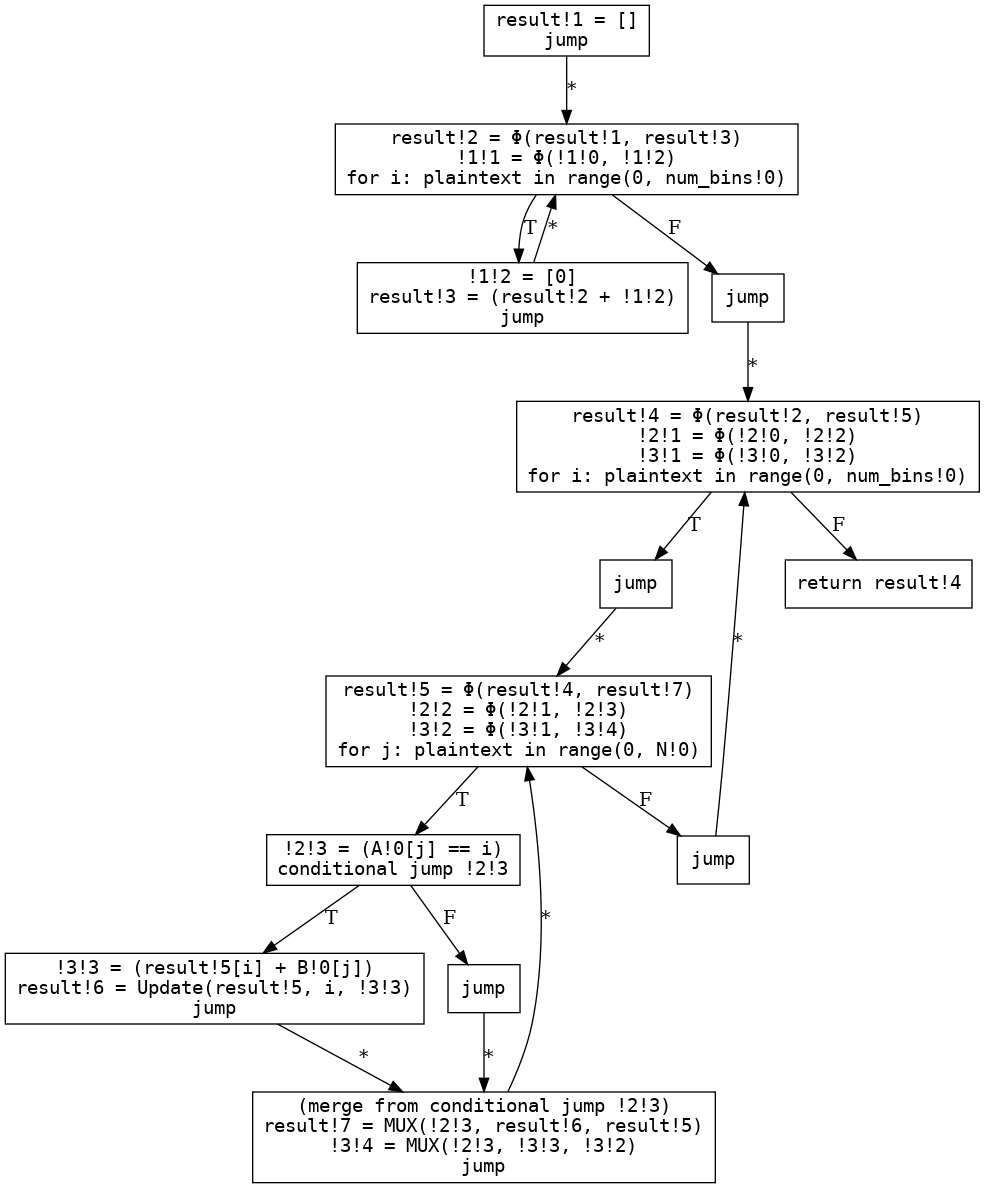 result!1 = []
jump
*
result!2 = Φ(result!1, result!3)
!1!1 = Φ(!1!0, !1!2)
for i: plaintext in range(0, num_bins!0)
T
*
F
!1!2 = [0]
result!3 = (result!2 + !1!2)
jump
jump
*
result!4 = Φ(result!2, result!5)
!2!1 = Φ(!2!0, !2!2)
!3!1 = Φ(!3!0, !3!2)
for i: plaintext in range(0, num_bins!0)
T
F
jump
return result!4
*
*
result!5 = Φ(result!4, result!7)
!2!2 = Φ(!2!1, !2!3)
!3!2 = Φ(!3!1, !3!4)
for j: plaintext in range(0, N!0)
T
F
!2!3 = (A!0[j] == i)
conditional jump !2!3
jump
T
F
*
!3!3 = (result!5[i] + B!0[j])
result!6 = Update(result!5, i, !3!3)
jump
jump
*
*
(merge from conditional jump !2!3)
result!7 = MUX(!2!3, result!6, result!5)
!3!4 = MUX(!2!3, !3!3, !3!2)
jump